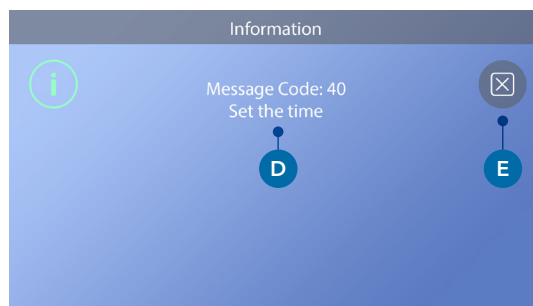 Information
i
Message Code: 40
Set the time
D
E